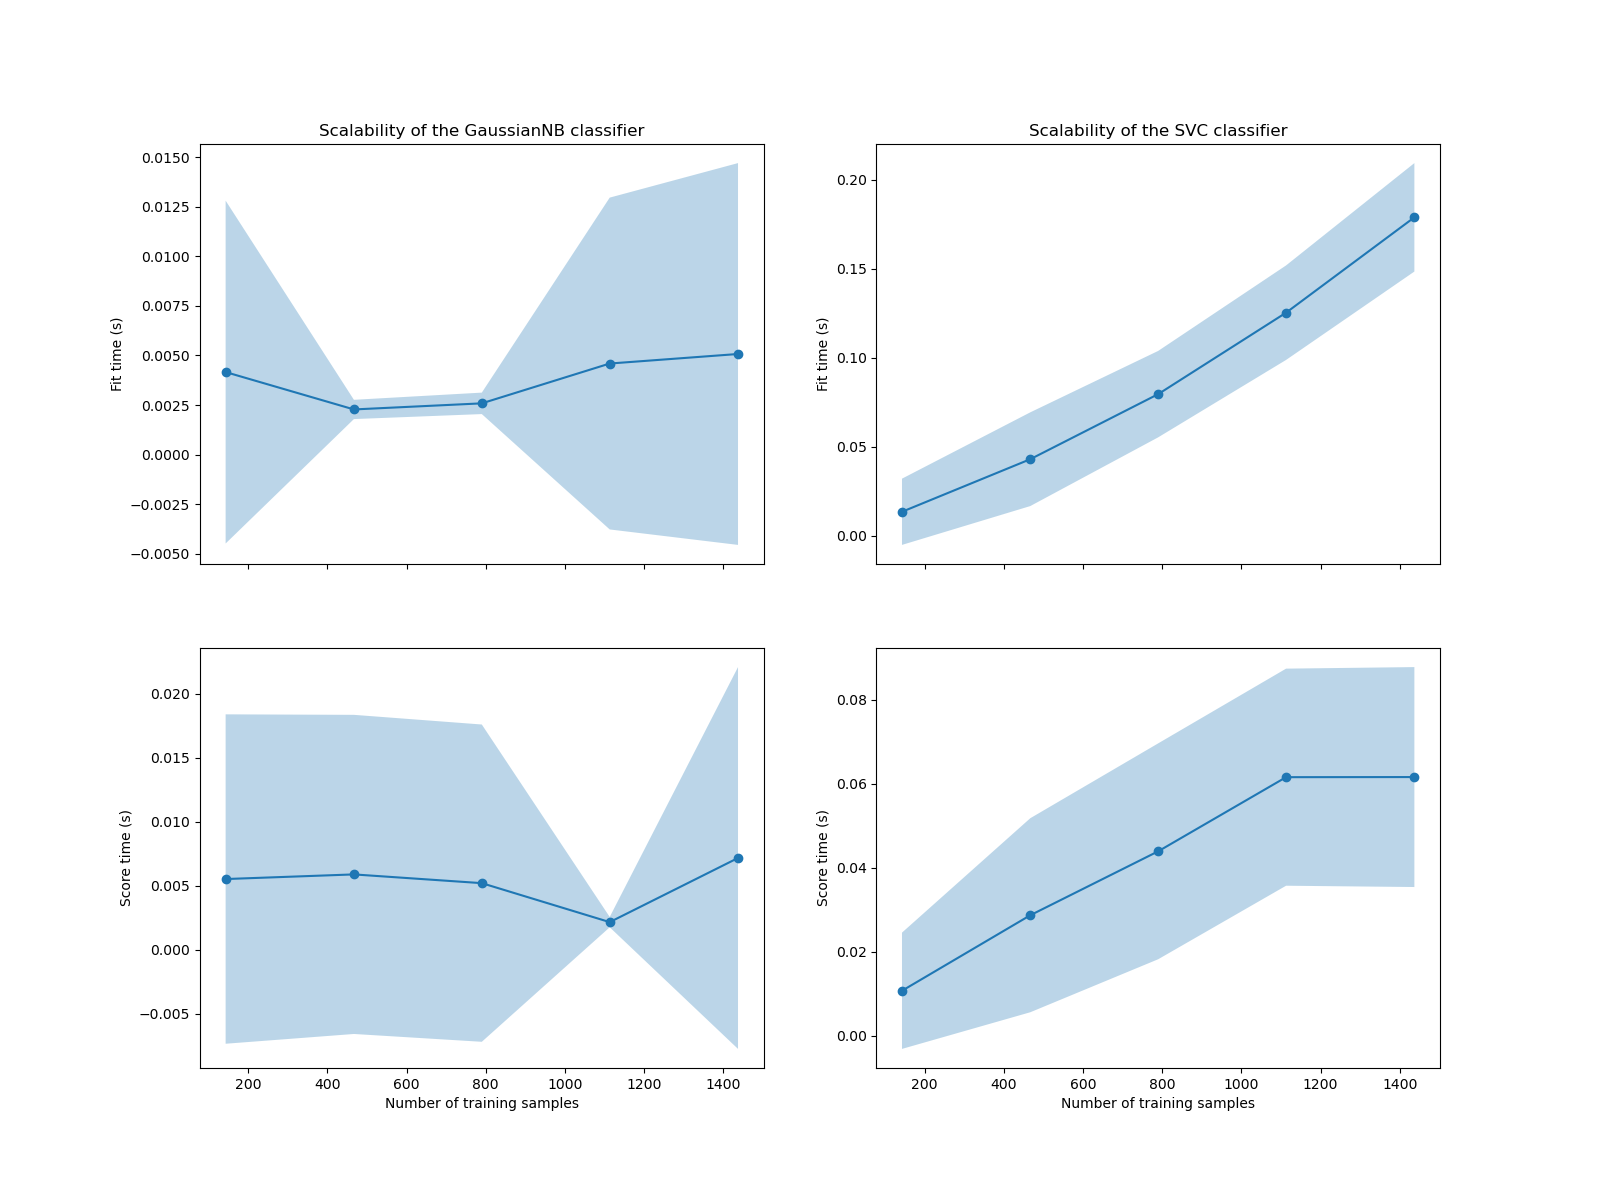 Scalability of the GaussianNB classifier
0.0150
0.0125
0.0100
0.0075
0.0050
0.0025
0.0000
−0.0025
−0.0050
Fit time (s)
Scalability of the SVC classifier
0.20
0.15
0.10
0.05
0.00
Fit time (s)
0.020
0.015
0.010
0.005
0.000
−0.005
Score time (s)
200 400 600 800 1000 1200 1400
Number of training samples
0.08
0.06
0.04
0.02
0.00
Score time (s)
200 400 600 800 1000 1200 1400
Number of training samples